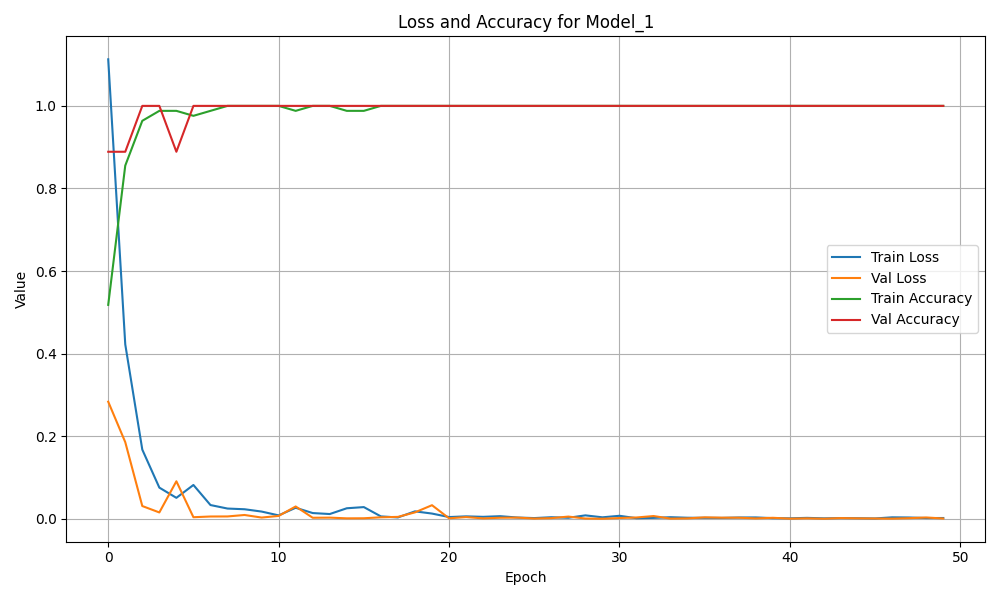 Loss and Accuracy for Model_1
Value
1.0
0.8
0.6
0.4
0.2
0.0
Train Loss
Val Loss
Train Accuracy
Val Accuracy
0 10 20 30 40 50
Epoch